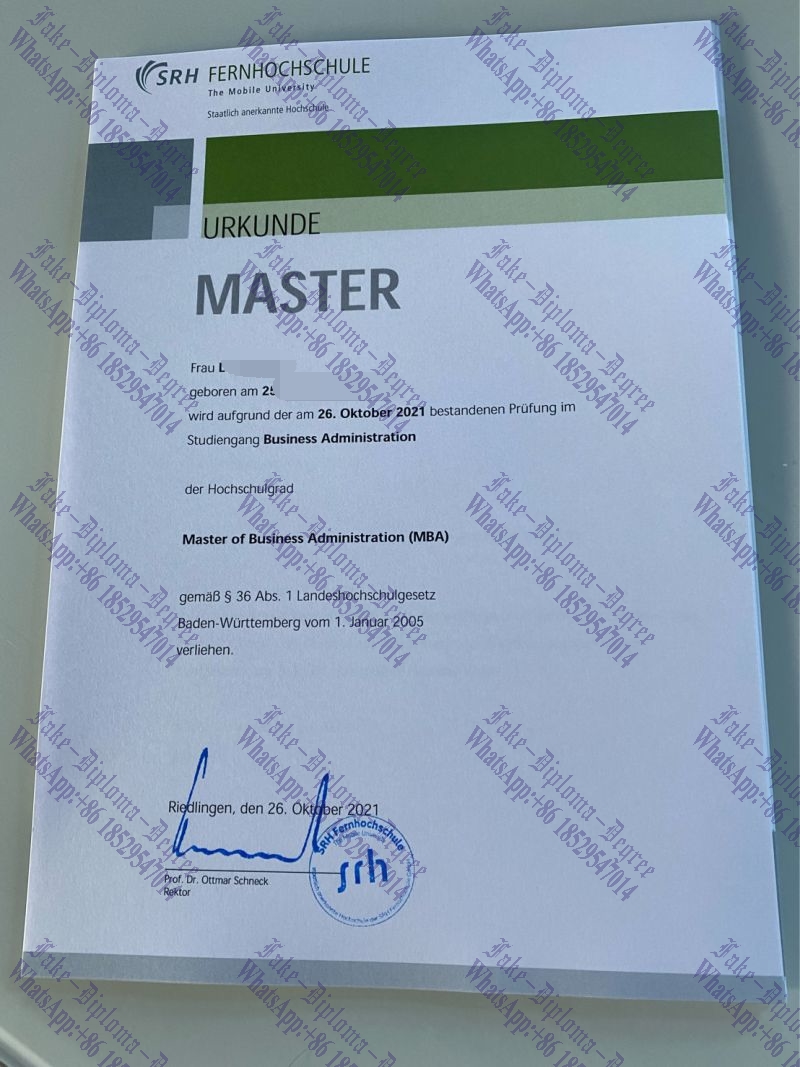 SRH FERNHOCHSCHULE
The Mobile University
Staatlich anerkannte Hochschule
URKUNDE
MASTER
Frau L
geboren am 25
wird aufgrund der am 26. Oktober 2021 bestandenen Prüfung im
Studiengang Business Administration
der Hochschulgrad
Master of Business Administration (MBA)
gemäß § 36 Abs. 1 Landeshochschulgesetz
Baden-Württemberg vom 1. Januar 2005
verliehen.
Riedlingen, den 26. Oktober 2021
Prof. Dr. Ottmar Schneck
Rektor
SRH Fernhochschule
The Mobile University
srh
Fake-Diploma-Degree
WhatsApp:+86 18529547014